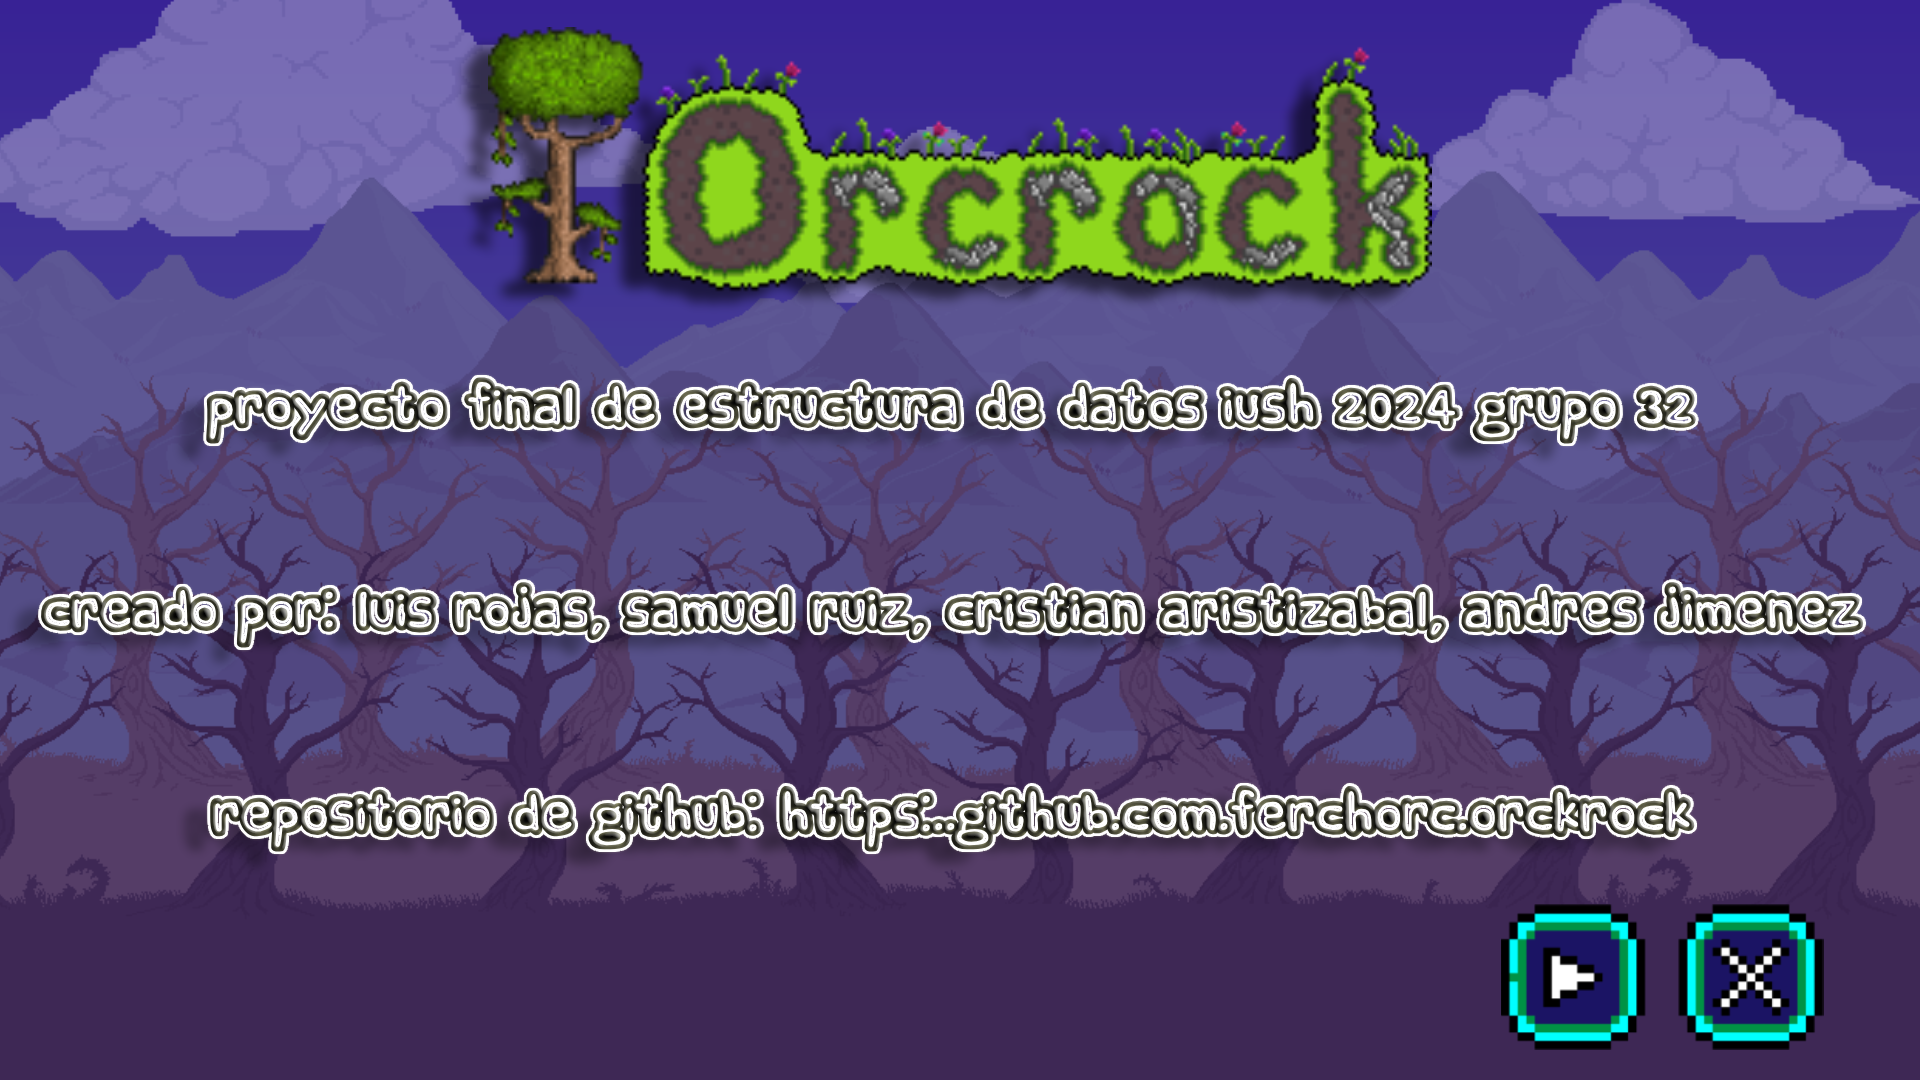 Orcrock
proyecto final de estructura de datos iush 2024 grupo 32
creado por: luis rojas, samuel ruiz, cristian aristizabal, andres jimenez
repositorio de github: https:..github.com.ferchorc.orckrock